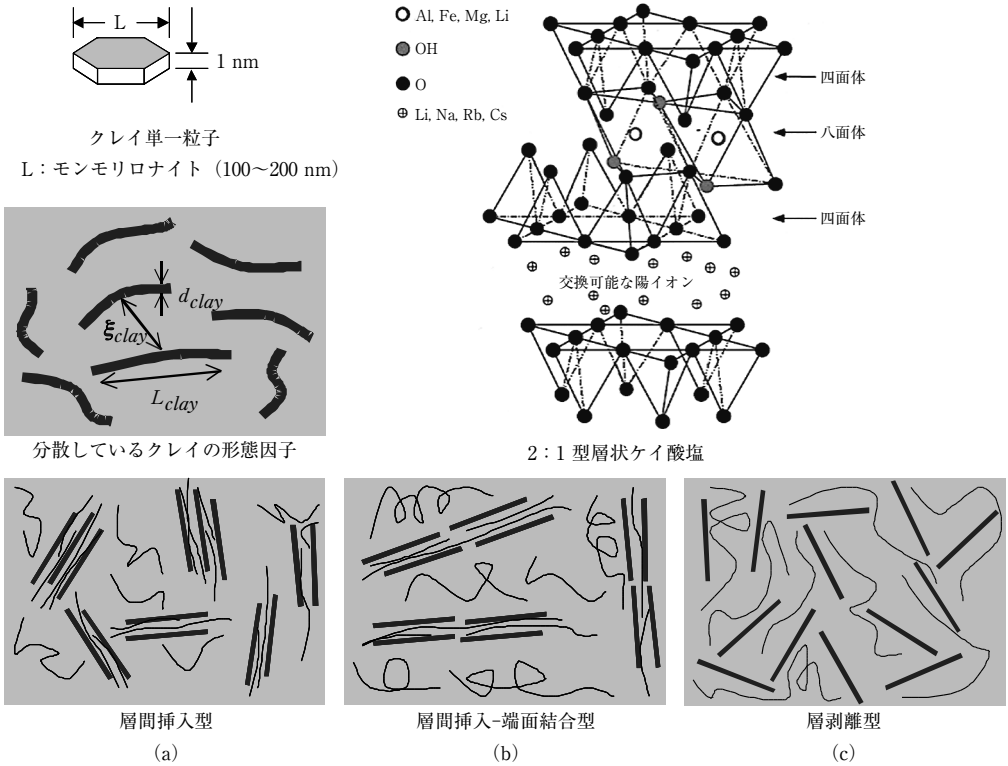 L
1 nm
クレイ単一粒子
L：モンモリロナイト（100〜200 nm）
Al, Fe, Mg, Li
OH
O
Li, Na, Rb, Cs
四面体
八面体
四面体
交換可能な陽イオン
2：1 型層状ケイ酸塩
dclay
ξclay
Lclay
分散しているクレイの形態因子
層間挿入型
(a)
層間挿入−端面結合型
(b)
層剥離型
(c)